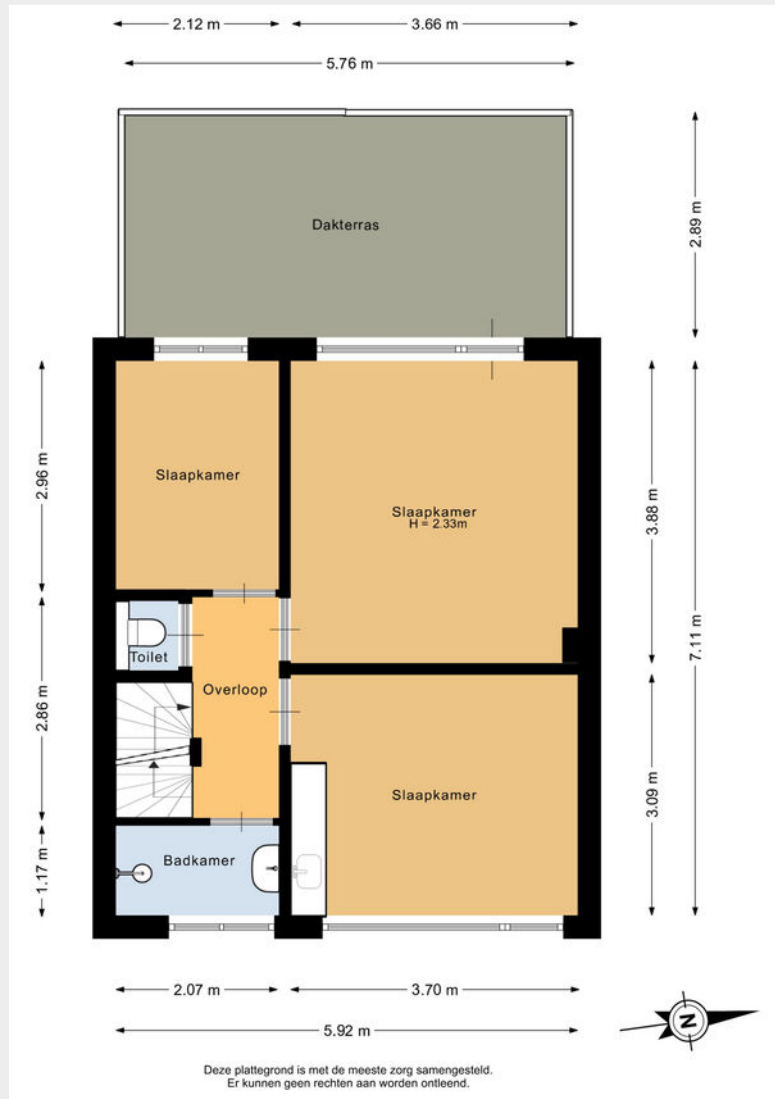 2.12 m
3.66 m
5.76 m
Dakterras
2.89 m
Slaapkamer
2.96 m
Slaapkamer
H = 2.33m
3.88 m
7.11 m
Toilet
Overloop
2.86 m
Slaapkamer
3.09 m
Badkamer
1.17 m
2.07 m
3.70 m
5.92 m
N
Deze plattegrond is met de meeste zorg samengesteld.
Er kunnen geen rechten aan worden ontleend.